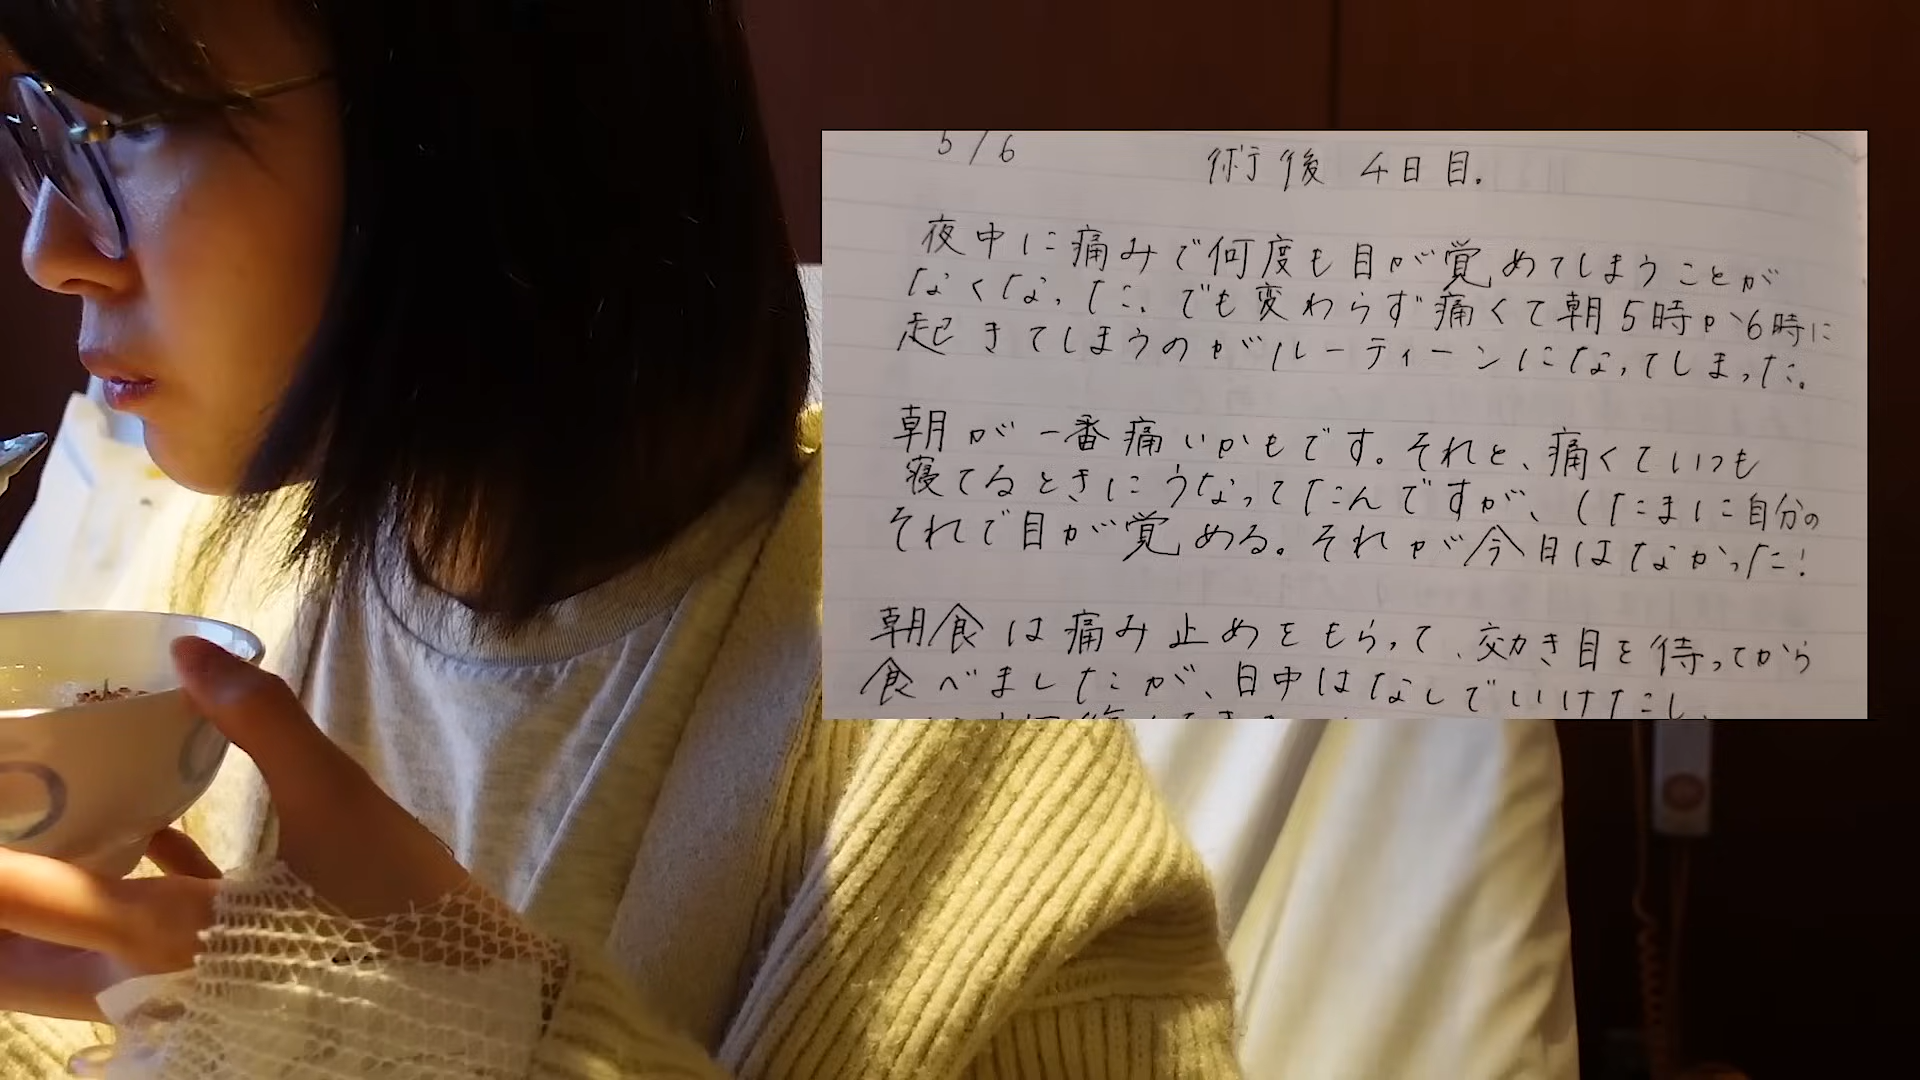 5/6 術後 4日目.
夜中に痛みで何度も目が覚めてしまうことが
なくなった。でも変わらず痛くて朝5時か6時に
起きてしまうのがルーティーンになってしまった。
朝が一番痛いかもです。それと、痛くていつも
寝てるときにうなってたんですが、(たまに自分の
それで目が覚める。それが今日はなかった!
朝食は痛み止めをもらって、効き目を待ってから
食べましたが、日中はなしでいけたし、